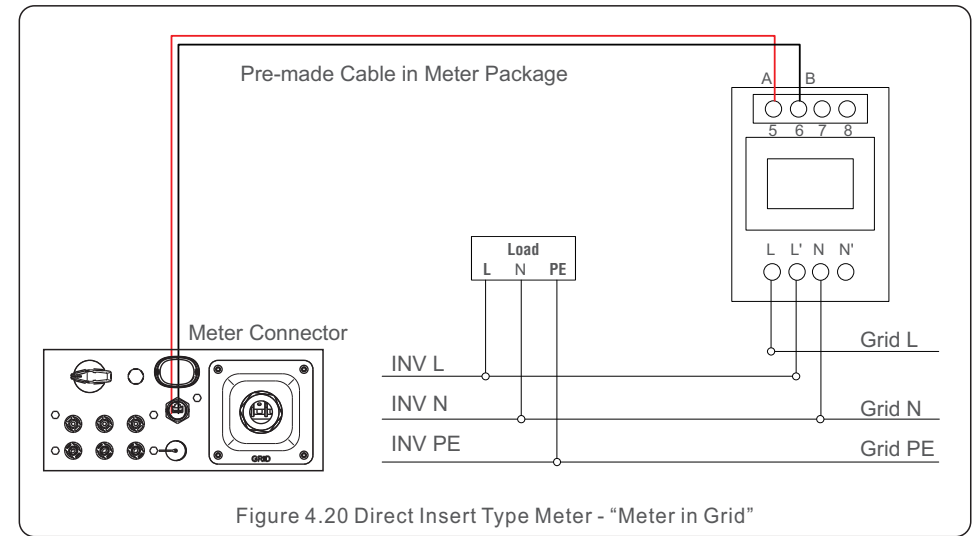 Pre-made Cable in Meter Package
A B
5 6 7 8
L L' N N'
Load
L N PE
Meter Connector
GRID
INV L
INV N
INV PE
Grid L
Grid N
Grid PE
Figure 4.20 Direct Insert Type Meter - “Meter in Grid”